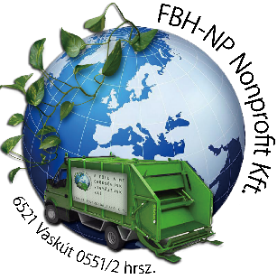 FBH-NP Nonprofit Kft.
6521 Vaskút 0551/2 hrsz.